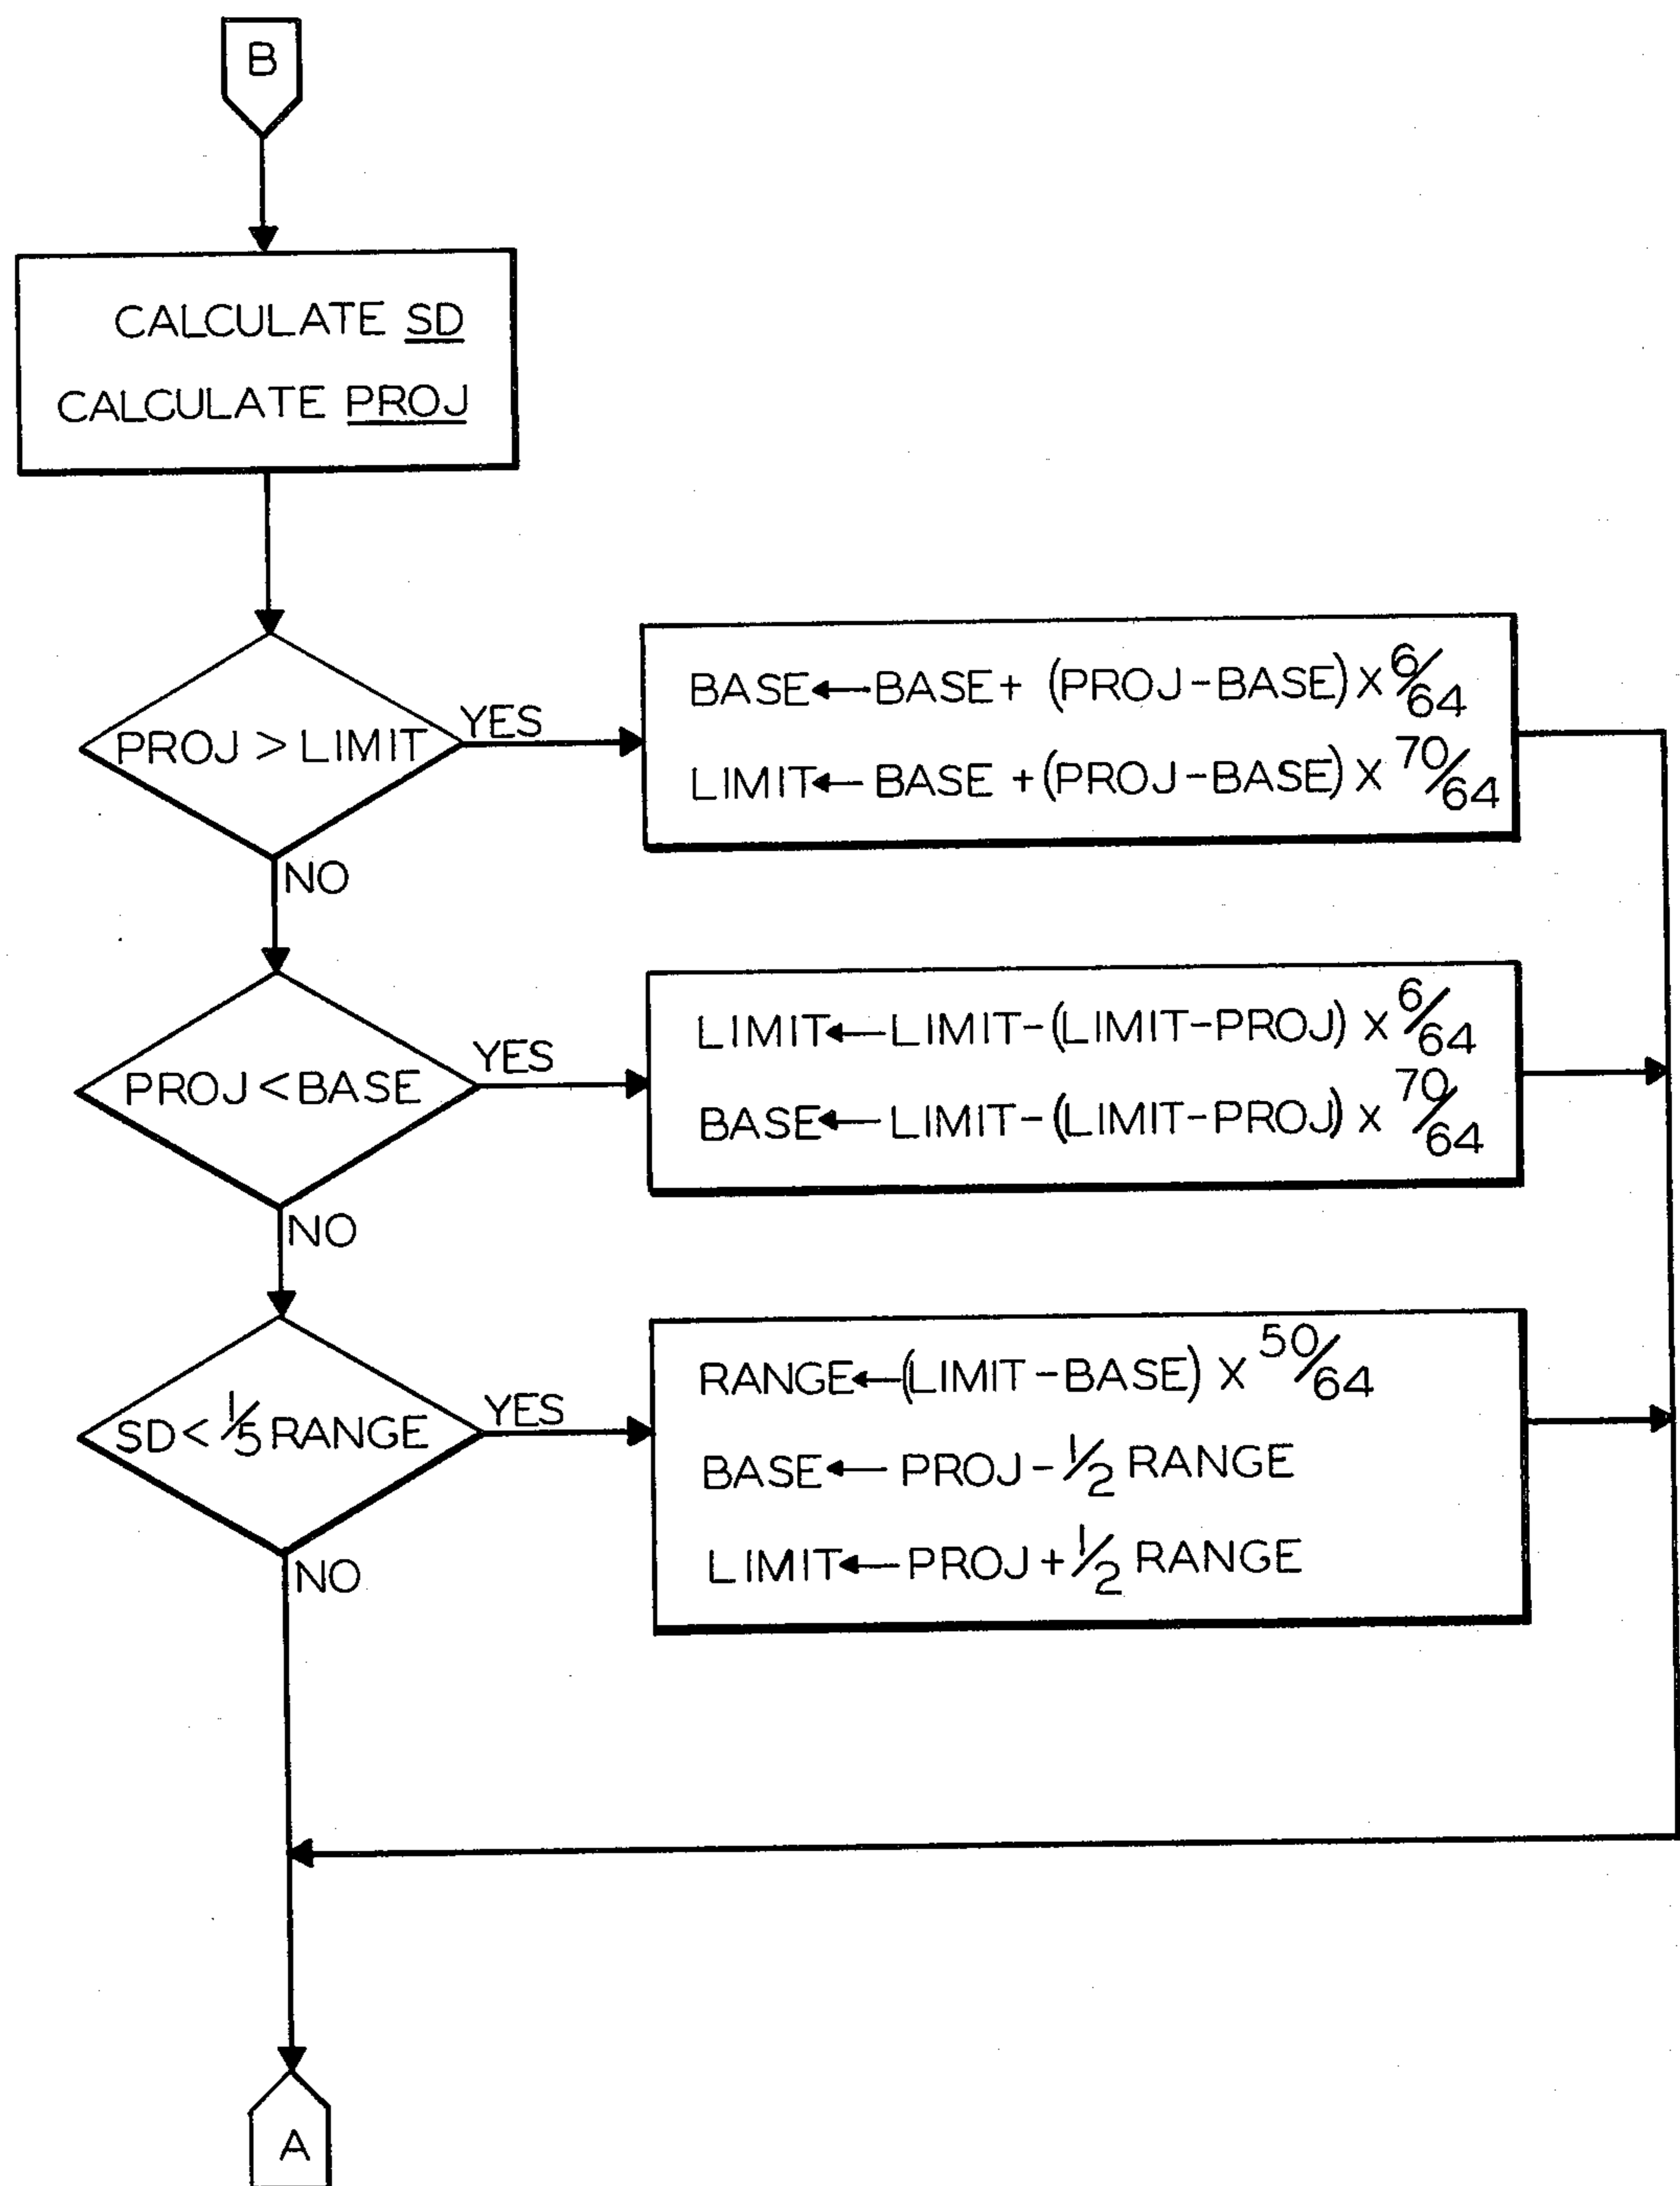 B
CALCULATE SD
CALCULATE PROJ
PROJ > LIMIT
YES
BASE←BASE+ (PROJ-BASE) X 6/64
LIMIT← BASE +(PROJ-BASE) X 70/64
NO
PROJ < BASE
YES
LIMIT←LIMIT-(LIMIT-PROJ) X 6/64
BASE←LIMIT-(LIMIT-PROJ) X 70/64
NO
SD < 1/5 RANGE
YES
RANGE←(LIMIT-BASE) X 50/64
BASE← PROJ-1/2 RANGE
LIMIT←PROJ+1/2 RANGE
NO
A